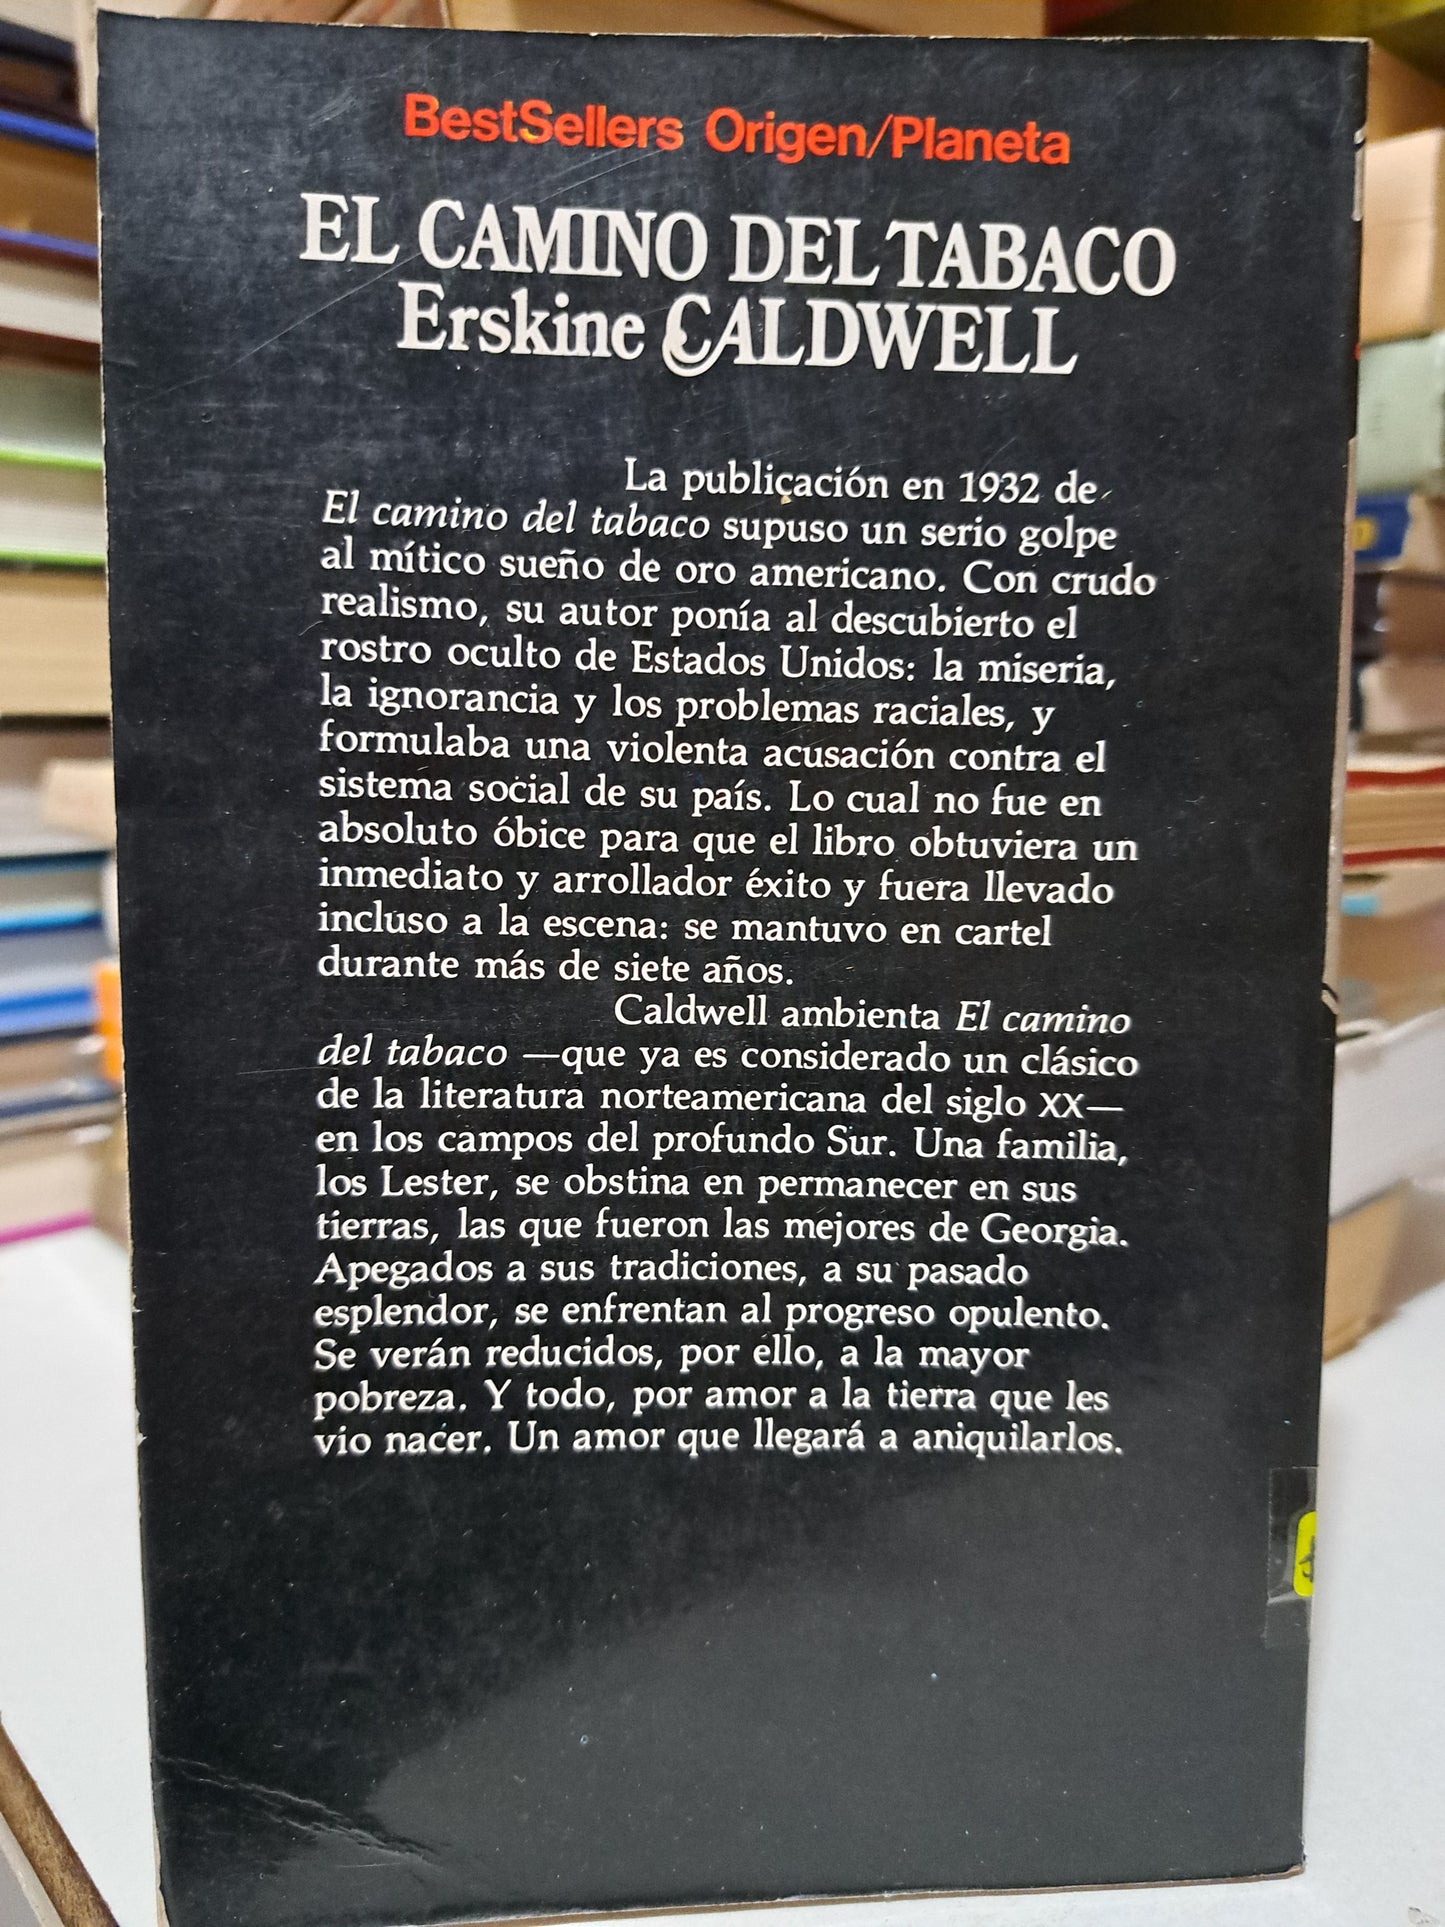 BestSellers Origen/Planeta
EL CAMINO DEL TABACO
Erskine CALDWELL
La publicación en 1932 de
El camino del tabaco supuso un serio golpe
al mítico sueño de oro americano. Con crudo
realismo, su autor ponía al descubierto el
rostro oculto de Estados Unidos: la miseria,
la ignorancia y los problemas raciales, y
formulaba una violenta acusación contra el
sistema social de su país. Lo cual no fue en
absoluto óbice para que el libro obtuviera un
inmediato y arrollador éxito y fuera llevado
incluso a la escena: se mantuvo en cartel
durante más de siete años.
Caldwell ambienta El camino
del tabaco —que ya es considerado un clásico
de la literatura norteamericana del siglo XX—
en los campos del profundo Sur. Una familia,
los Lester, se obstina en permanecer en sus
tierras, las que fueron las mejores de Georgia.
Apegados a sus tradiciones, a su pasado
esplendor, se enfrentan al progreso opulento.
Se verán reducidos, por ello, a la mayor
pobreza. Y todo, por amor a la tierra que les
vio nacer. Un amor que llegará a aniquilarlos.